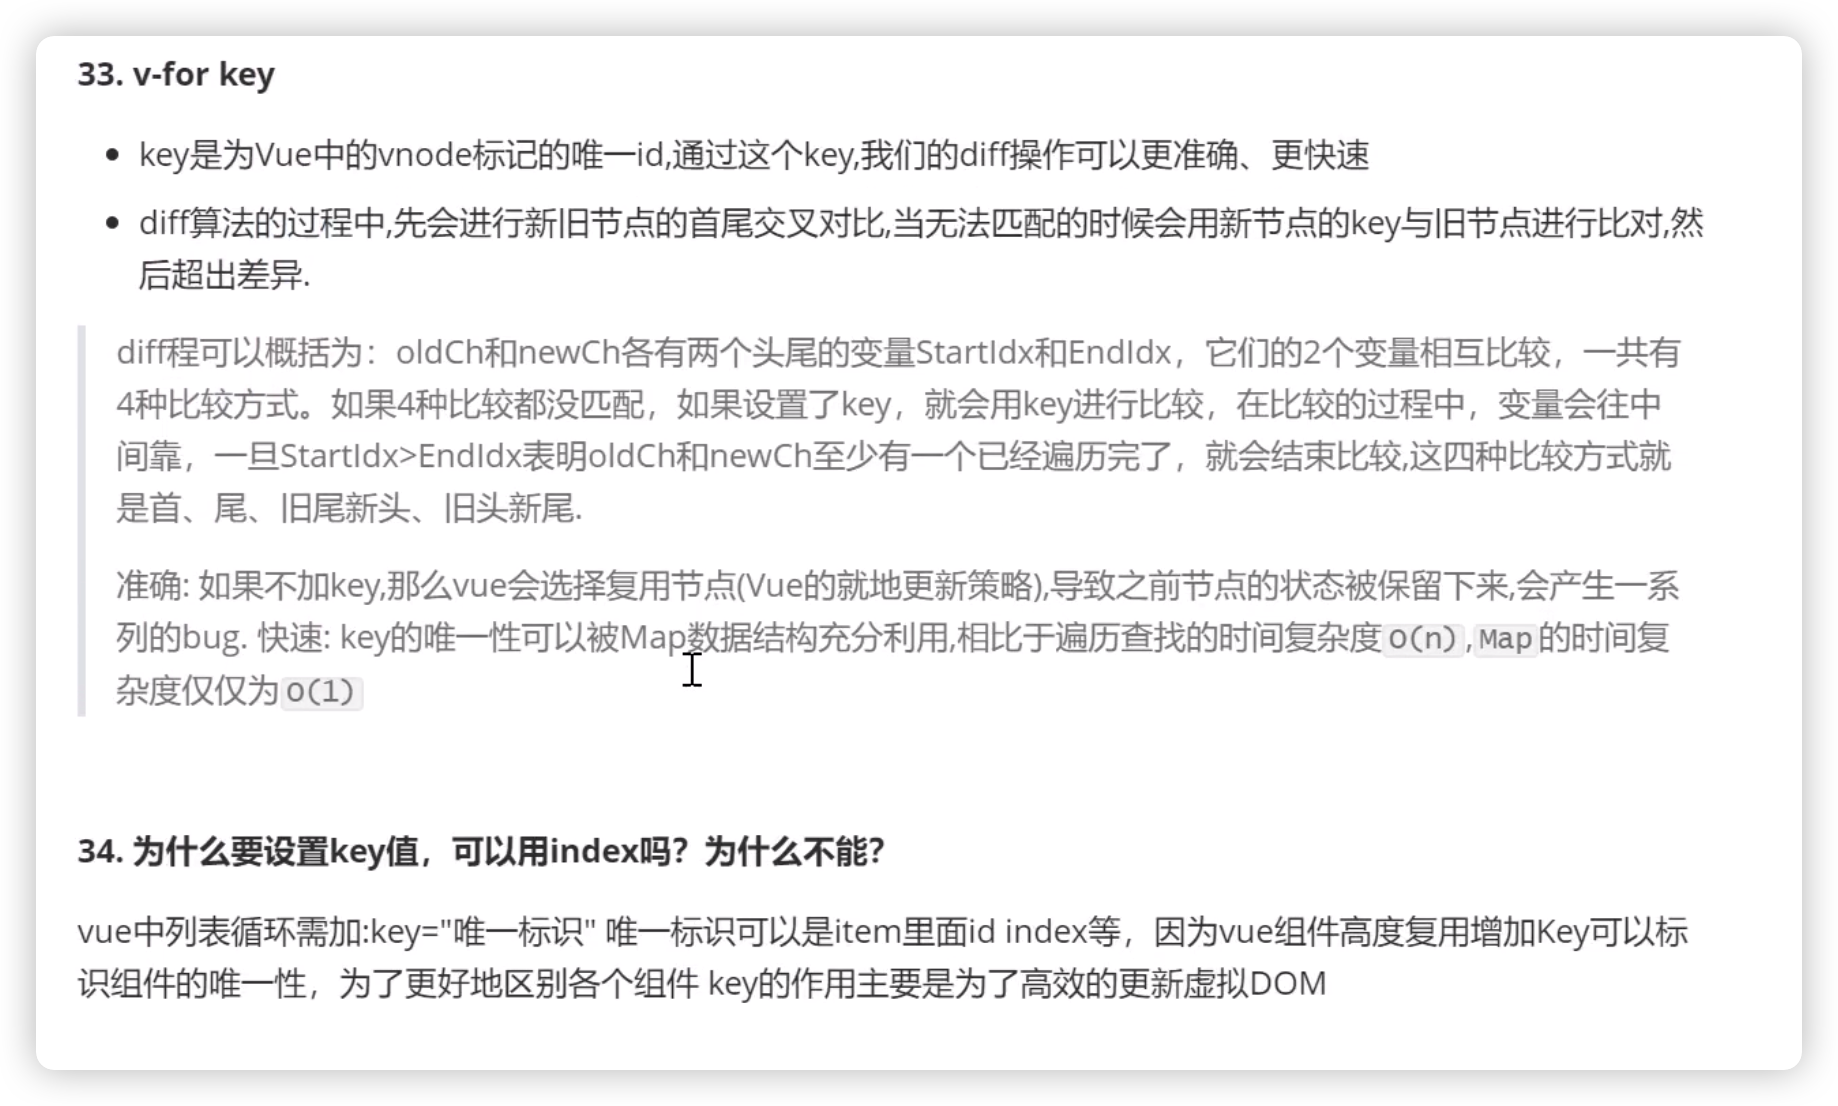 33. v-for key
key是为Vue中的vnode标记的唯一id,通过这个key,我们的diff操作可以更准确、更快速
diff算法的过程中,先会进行新旧节点的首尾交叉对比,当无法匹配的时候会用新节点的key与旧节点进行比对,然
后超出差异.
diff程可以概括为：oldCh和newCh各有两个头尾的变量StartIdx和EndIdx，它们的2个变量相互比较，一共有
4种比较方式。如果4种比较都没匹配，如果设置了key，就会用key进行比较，在比较的过程中，变量会往中
间靠，一旦StartIdx>EndIdx表明oldCh和newCh至少有一个已经遍历完了，就会结束比较,这四种比较方式就
是首、尾、旧尾新头、旧头新尾.
准确: 如果不加key,那么vue会选择复用节点(Vue的就地更新策略),导致之前节点的状态被保留下来,会产生一系
列的bug. 快速: key的唯一性可以被Map数据结构充分利用,相比于遍历查找的时间复杂度O(n),Map的时间复
杂度仅仅为O(1)
34. 为什么要设置key值，可以用index吗？为什么不能？
vue中列表循环需加:key="唯一标识" 唯一标识可以是item里面id index等，因为vue组件高度复用增加Key可以标
识组件的唯一性，为了更好地区别各个组件 key的作用主要是为了高效的更新虚拟DOM